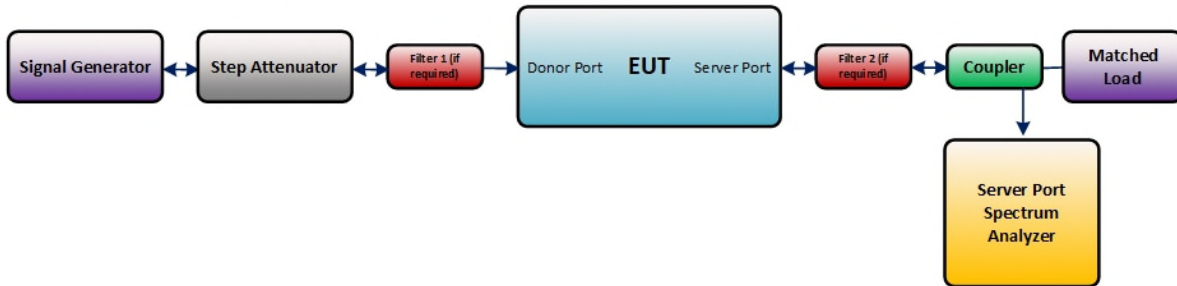 Signal Generator
Step Attenuator
Filter 1 (if
required)
Donor Port
EUT
Server Port
Filter 2 (if
required)
Coupler
Matched
Load
Server Port
Spectrum
Analyzer